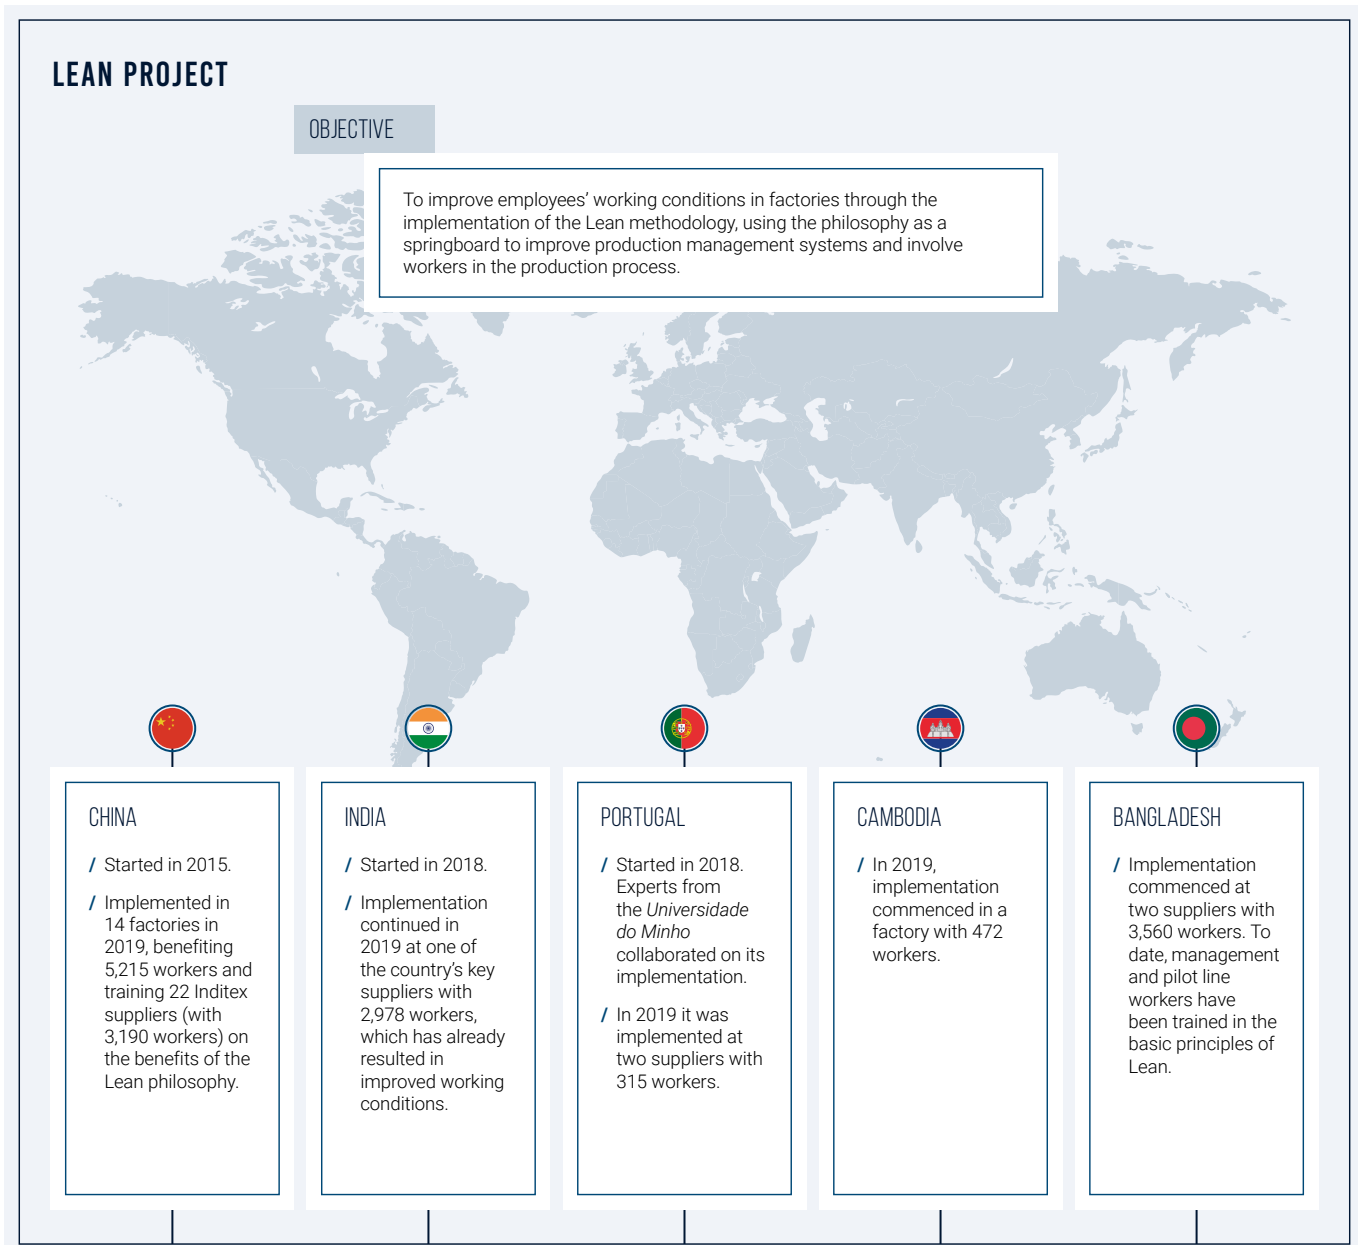 LEAN PROJECT
OBJECTIVE
To improve employees’ working conditions in factories through the
implementation of the Lean methodology, using the philosophy as a
springboard to improve production management systems and involve
workers in the production process.
CHINA
/ Started in 2015.
/ Implemented in
14 factories in
2019, benefiting
5,215 workers and
training 22 Inditex
suppliers (with
3,190 workers) on
the benefits of the
Lean philosophy.
INDIA
/ Started in 2018.
/ Implementation
continued in
2019 at one of
the country’s key
suppliers with
2,978 workers,
which has already
resulted in
improved working
conditions.
PORTUGAL
/ Started in 2018.
Experts from
the Universidade
do Minho
collaborated on its
implementation.
/ In 2019 it was
implemented at
two suppliers with
315 workers.
CAMBODIA
/ In 2019,
implementation
commenced in a
factory with 472
workers.
BANGLADESH
/ Implementation
commenced at
two suppliers with
3,560 workers. To
date, management
and pilot line
workers have
been trained in the
basic principles of
Lean.